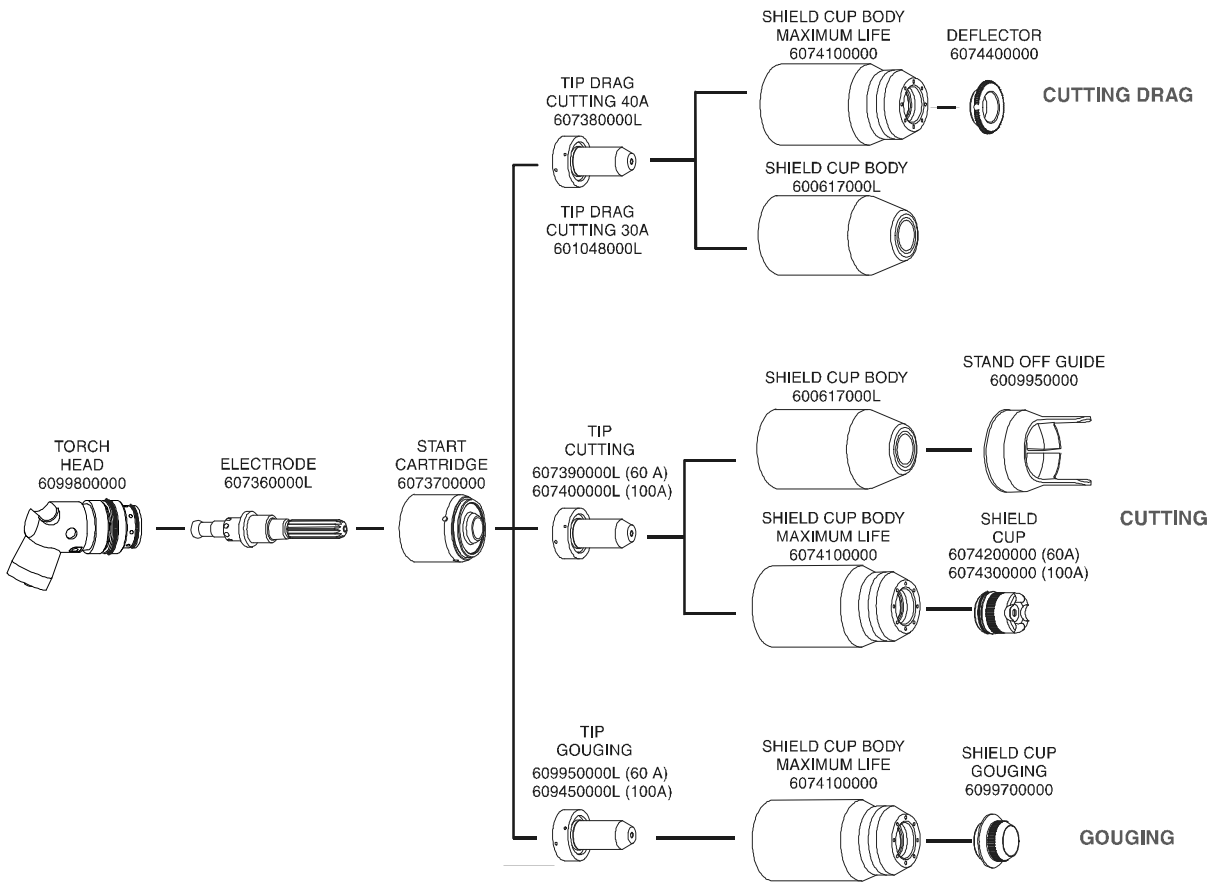 SHIELD CUP BODY
MAXIMUM LIFE
6074100000
DEFLECTOR
6074400000
CUTTING DRAG
TIP DRAG
CUTTING 40A
607380000L
SHIELD CUP BODY
600617000L
TIP DRAG
CUTTING 30A
601048000L
TORCH
HEAD
6099800000
ELECTRODE
607360000L
START
CARTRIDGE
6073700000
TIP
CUTTING
607390000L (60 A)
607400000L (100A)
SHIELD CUP BODY
600617000L
STAND OFF GUIDE
6009950000
SHIELD CUP BODY
MAXIMUM LIFE
6074100000
SHIELD
CUP
6074200000 (60A)
6074300000 (100A)
CUTTING
TIP
GOUGING
609950000L (60 A)
609450000L (100A)
SHIELD CUP BODY
MAXIMUM LIFE
6074100000
SHIELD CUP
GOUGING
6099700000
GOUGING